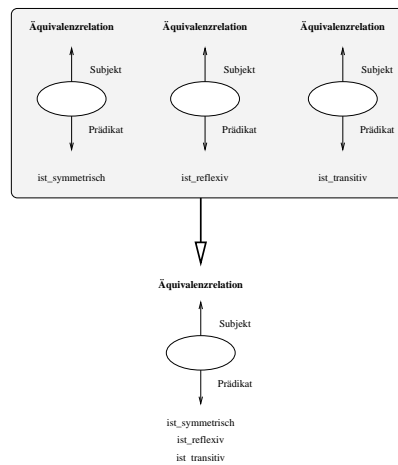 Äquivalenzrelation Äquivalenzrelation Äquivalenzrelation
Subjekt Subjekt Subjekt
Prädikat Prädikat Prädikat
ist_symmetrisch ist_reflexiv ist_transitiv
Äquivalenzrelation
Subjekt
Prädikat
ist_symmetrisch
ist_reflexiv
ist_transitiv